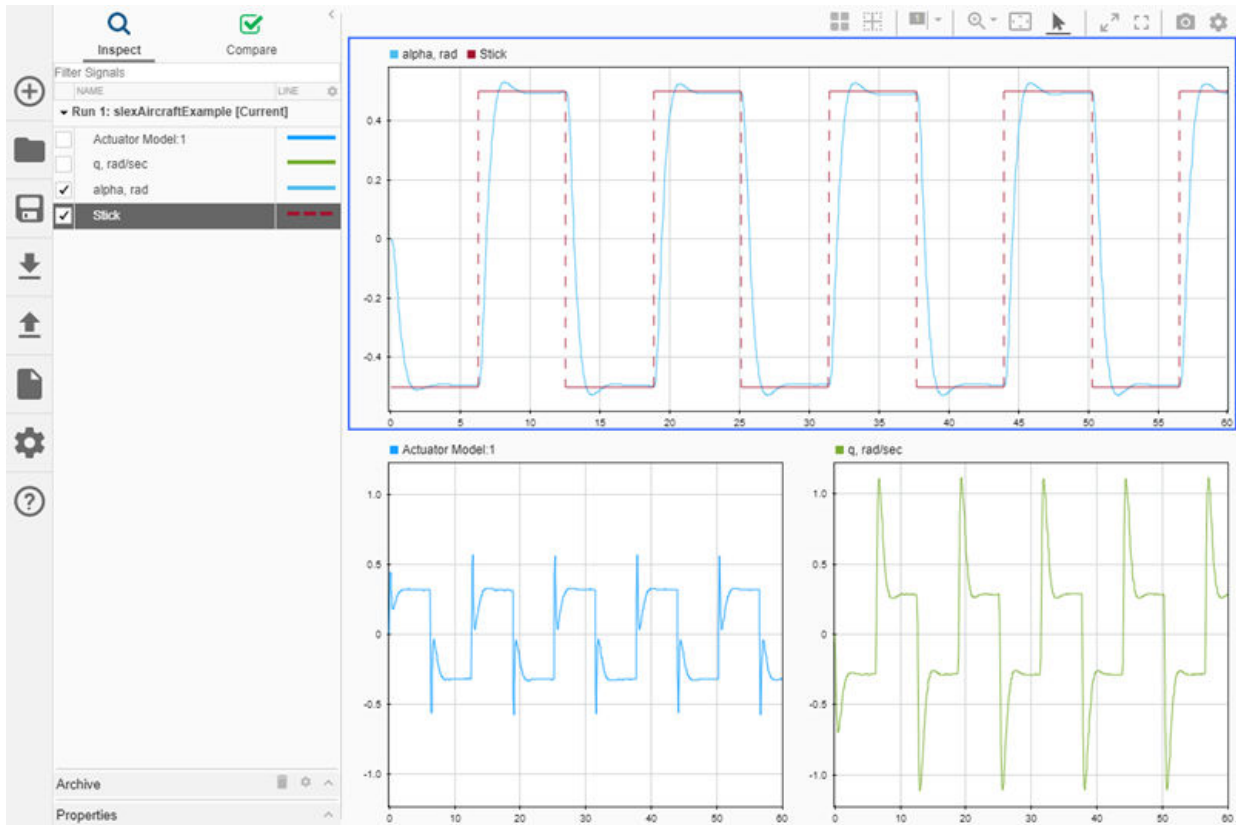 Inspect
Compare
Filter Signals
NAME LINE
Run 1: slexAircraftExample [Current]
Actuator Model:1
q, rad/sec
alpha, rad
Stick
Archive
Properties
1
alpha, rad Stick
0.4
0.2
0
-0.2
-0.4
0 5 10 15 20 25 30 35 40 45 50 55 60
Actuator Model:1
1.0
0.5
0
-0.5
-1.0
0 10 20 30 40 50 60
q, rad/sec
1.0
0.5
0
-0.5
-1.0
0 10 20 30 40 50 60